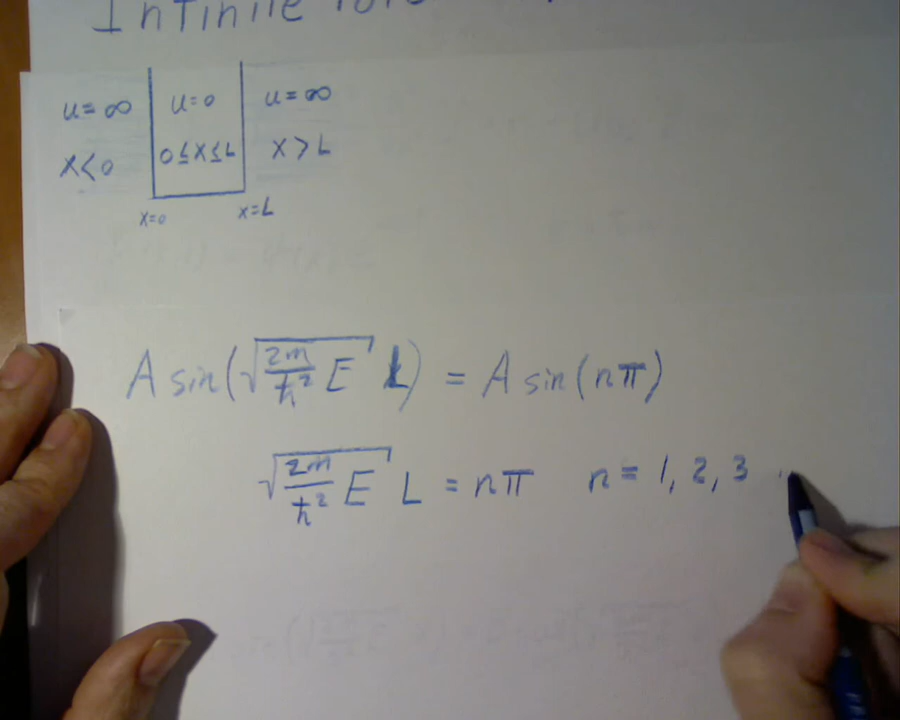 Infinite
u=∞ u=0 u=∞
x<0 0≤x≤L x>L
x=0 x=L
A sin(√(2m/ħ² E) L) = A sin(nπ)
√(2m/ħ² E) L = nπ n = 1, 2, 3 .